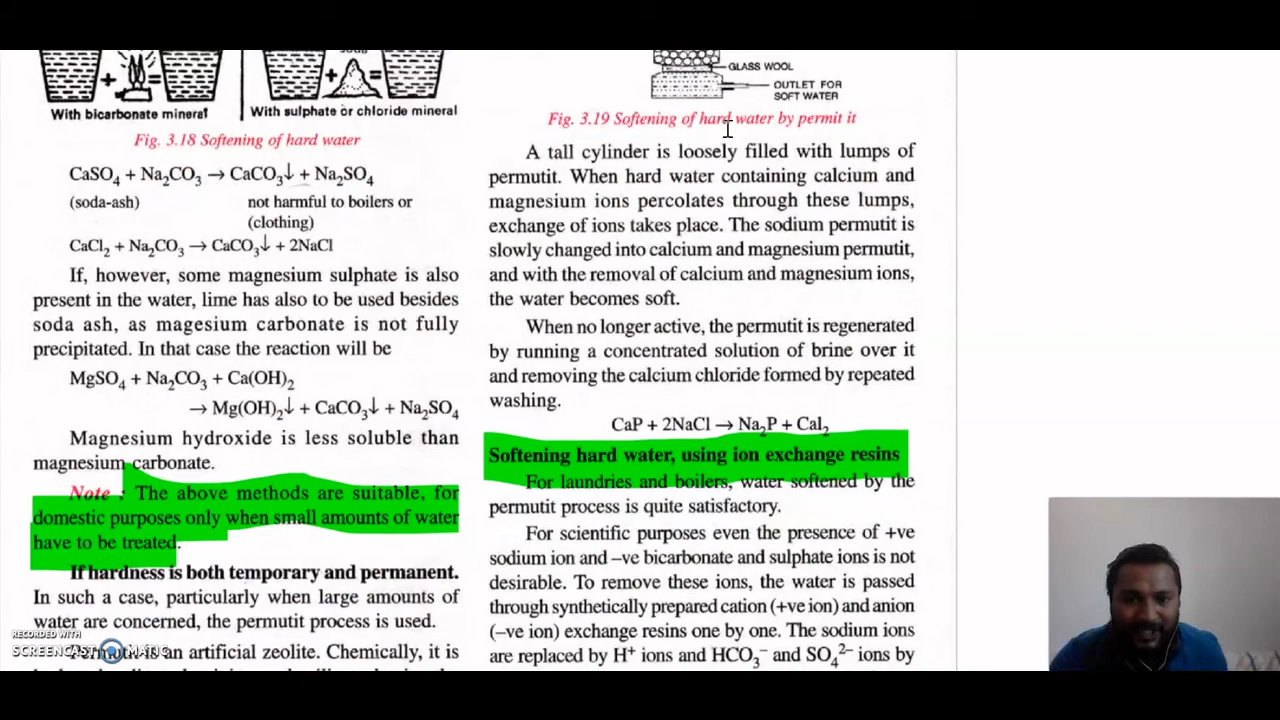 With bicarbonate mineral
With sulphate or chloride mineral
Fig. 3.18 Softening of hard water
CaSO₄ + Na₂CO₃ → CaCO₃↓ + Na₂SO₄
(soda-ash) not harmful to boilers or
(clothing)
CaCl₂ + Na₂CO₃ → CaCO₃↓ + 2NaCl
If, however, some magnesium sulphate is also
present in the water, lime has also to be used besides
soda ash, as magesium carbonate is not fully
precipitated. In that case the reaction will be
MgSO₄ + Na₂CO₃ + Ca(OH)₂
→ Mg(OH)₂↓ + CaCO₃↓ + Na₂SO₄
Magnesium hydroxide is less soluble than
magnesium carbonate.
Note : The above methods are suitable, for
domestic purposes only when small amounts of water
have to be treated.
If hardness is both temporary and permanent.
In such a case, particularly when large amounts of
water are concerned, the permutit process is used.
Permutit is an artificial zeolite. Chemically, it is
RECORDED WITH
SCREENCAST MATIC
GLASS WOOL
OUTLET FOR
SOFT WATER
Fig. 3.19 Softening of hard water by permit it
A tall cylinder is loosely filled with lumps of
permutit. When hard water containing calcium and
magnesium ions percolates through these lumps,
exchange of ions takes place. The sodium permutit is
slowly changed into calcium and magnesium permutit,
and with the removal of calcium and magnesium ions,
the water becomes soft.
When no longer active, the permutit is regenerated
by running a concentrated solution of brine over it
and removing the calcium chloride formed by repeated
washing.
CaP + 2NaCl → Na₂P + CaI₂
Softening hard water, using ion exchange resins
For laundries and boilers, water softened by the
permutit process is quite satisfactory.
For scientific purposes even the presence of +ve
sodium ion and –ve bicarbonate and sulphate ions is not
desirable. To remove these ions, the water is passed
through synthetically prepared cation (+ve ion) and anion
(–ve ion) exchange resins one by one. The sodium ions
are replaced by H⁺ ions and HCO₃⁻ and SO₄²⁻ ions by